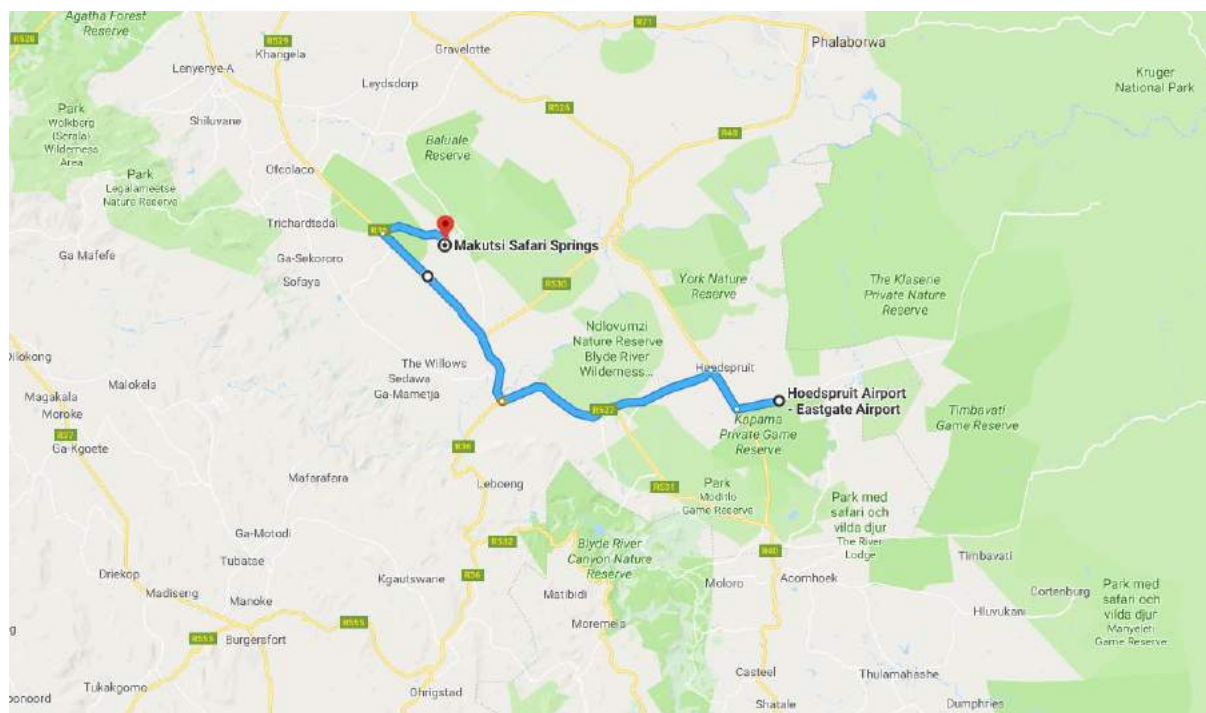 Agatha Forest
Reserve
R528
R529
Khangela
Gravelotte
R71
Phalaborwa
Lenyenye-A
Leydsdorp
Kruger
National Park
Shiluvane
R526
Park
Wolkberg
(Serala)
Wilderness
Area
R40
Balule
Reserve
Ofcolaco
Park
Legalameetse
Nature Reserve
Trichardtsdal
R36
Makutsi Safari Springs
Ga Mafefe
Ga-Sekororo
Sofaya
R530
York Nature
Reserve
The Klaserie
Private Nature
Reserve
Ndlovumzi
Nature Reserve
Blyde River
Wilderness...
The Willows
Sedawa
Ga-Mametja
Hoedspruit
Malokela
Magakala
Moroke
Hoedspruit Airport
- Eastgate Airport
R527
Kapama
Private Game
Reserve
Timbavati
Game Reserve
R37
Ga-Kgoete
R36
Mafarafara
Leboeng
R531
Park
Moditlo
Game Reserve
Park med
safari och
vilda djur
The River
Lodge
Ga-Motodi
R532
Blyde River
Canyon Nature
Reserve
R40
Tubatse
Timbavati
Driekop
Kgautswane
R36
Moloro
Acornhoek
Madiseng
Manoke
Matibidi
Cortenburg
Park med
safari och
vilda djur
Manyeleti
Game Reserve
Hluvukani
R555
R555
Burgersfort
Moremela
Casteel
Thulamahashe
Tukakgomo
Ohrigstad
Shatale
Dumphries